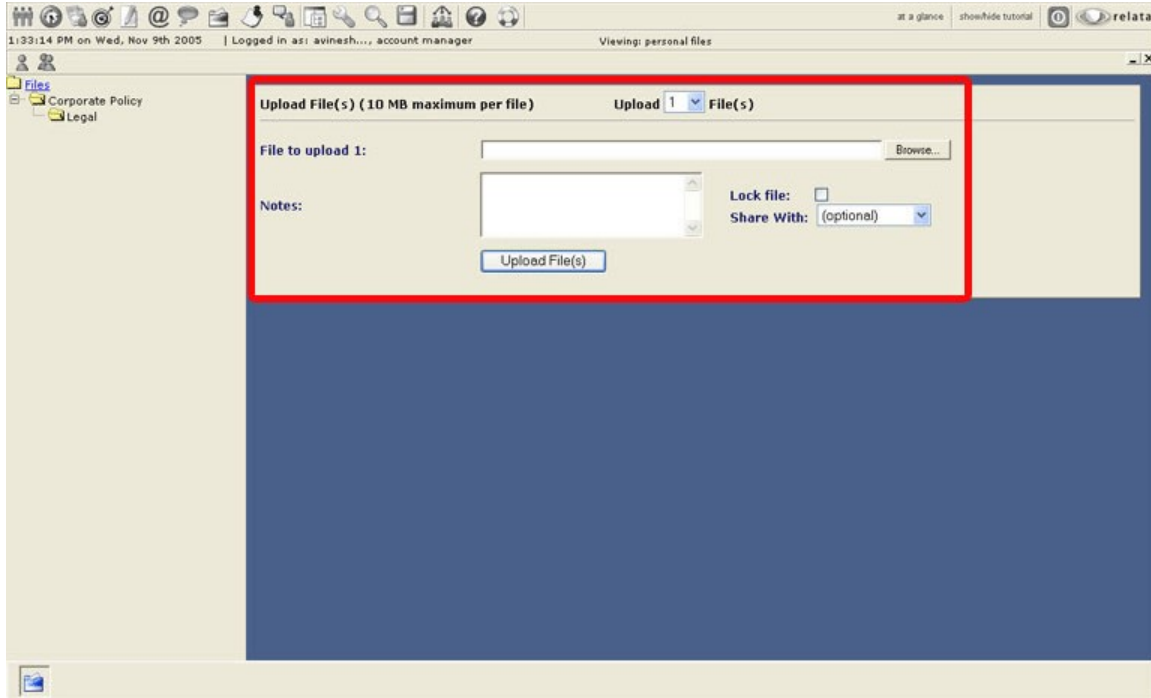 at a glance | show/hide tutorial relata
1:33:14 PM on Wed, Nov 9th 2005 | Logged in as: avinesh..., account manager Viewing: personal files
Files
Corporate Policy
Legal
Upload File(s) (10 MB maximum per file) Upload 1 File(s)
File to upload 1: Browse...
Notes:
Lock file:
Share With: (optional)
Upload File(s)